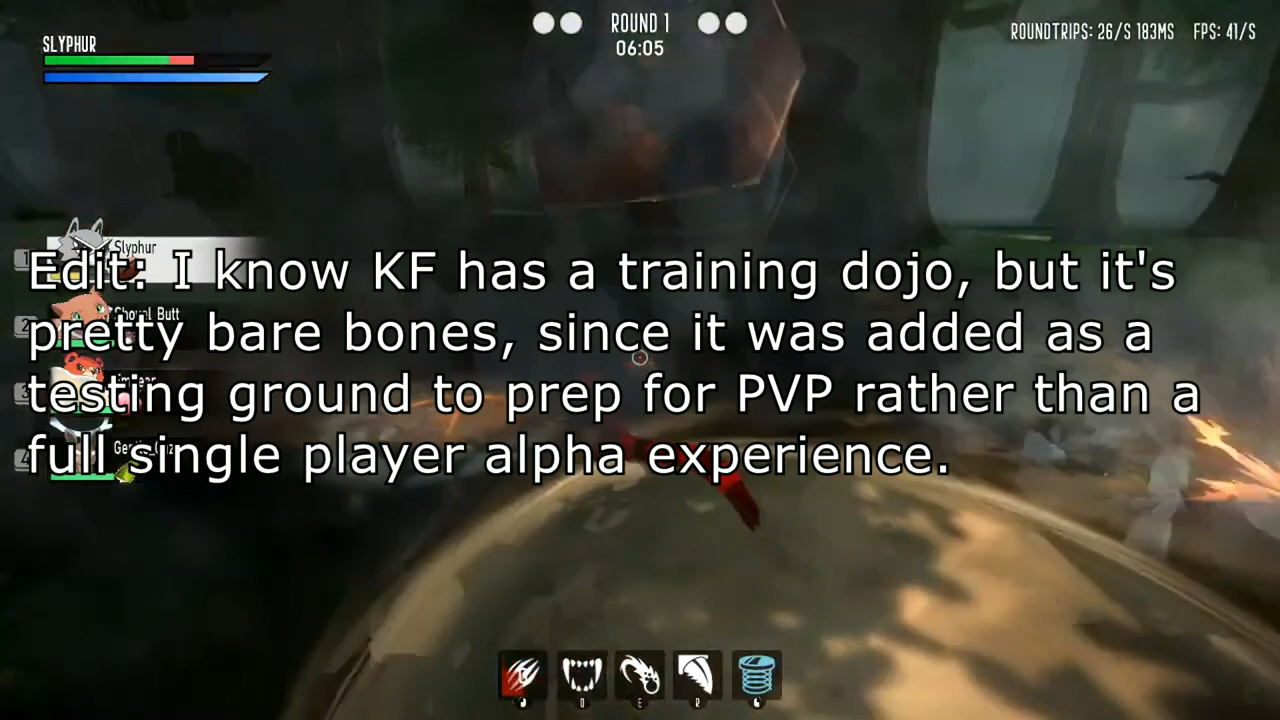 ROUND 1
06:05
ROUNDTRIPS: 26/S 183MS FPS: 41/S
SLYPHUR
Slyphur
Edit: I know KF has a training dojo, but it's
pretty bare bones, since it was added as a
testing ground to prep for PVP rather than a
full single player alpha experience.
Q
E
R